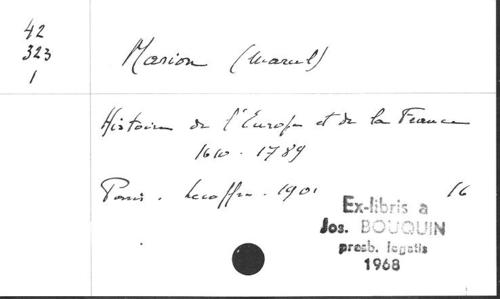 42
323
1
Marion (Marcel)
Histoire de l'Europe et de la France
1610 - 1789
Paris. Lecoffre. 1901 16
Ex-libris a
Jos. BOUQUIN
presb. legatis
1968